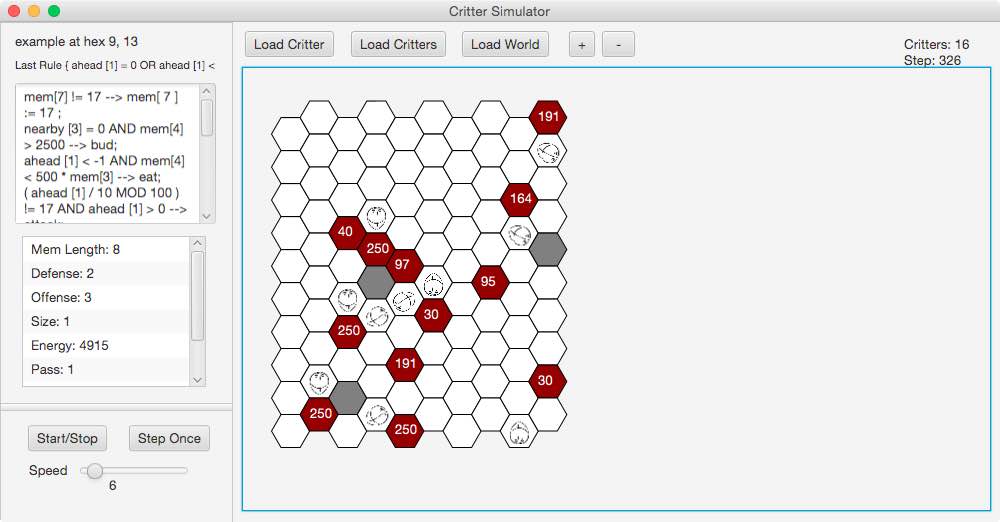 Critter Simulator
example at hex 9, 13
Last Rule { ahead [1] = 0 OR ahead [1] <
mem[7] != 17 --> mem[ 7 ]
:= 17 ;
nearby [3] = 0 AND mem[4]
> 2500 --> bud;
ahead [1] < -1 AND mem[4]
< 500 * mem[3] --> eat;
( ahead [1] / 10 MOD 100 )
!= 17 AND ahead [1] > 0 -->
Mem Length: 8
Defense: 2
Offense: 3
Size: 1
Energy: 4915
Pass: 1
Start/Stop
Step Once
Speed
6
Load Critter
Load Critters
Load World
+
-
Critters: 16
Step: 326
191
164
40
250
97
95
30
250
191
30
250
250